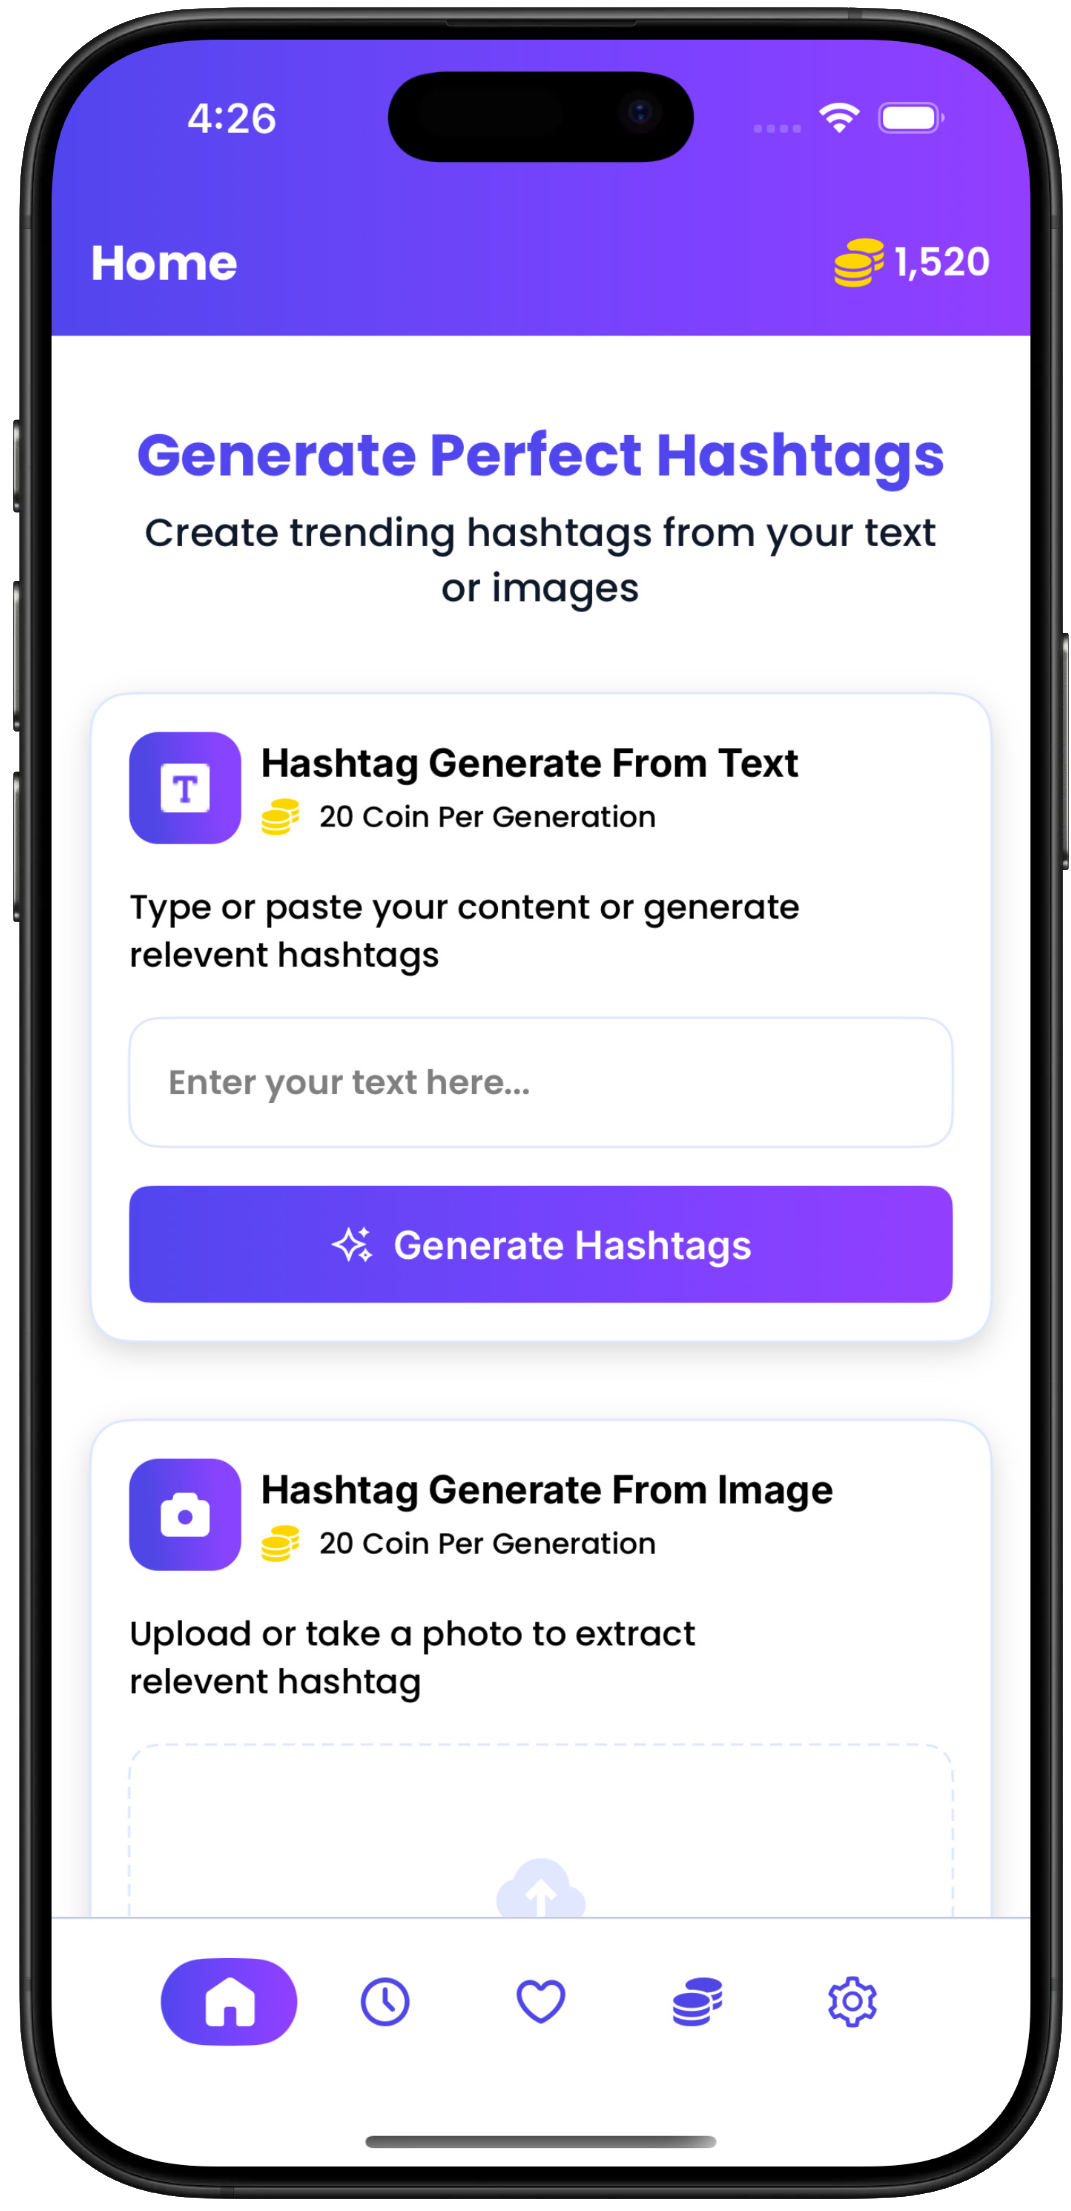 4:26
Home
1,520
Generate Perfect Hashtags
Create trending hashtags from your text
or images
T
Hashtag Generate From Text
20 Coin Per Generation
Type or paste your content or generate
relevent hashtags
Enter your text here...
Generate Hashtags
Hashtag Generate From Image
20 Coin Per Generation
Upload or take a photo to extract
relevent hashtag